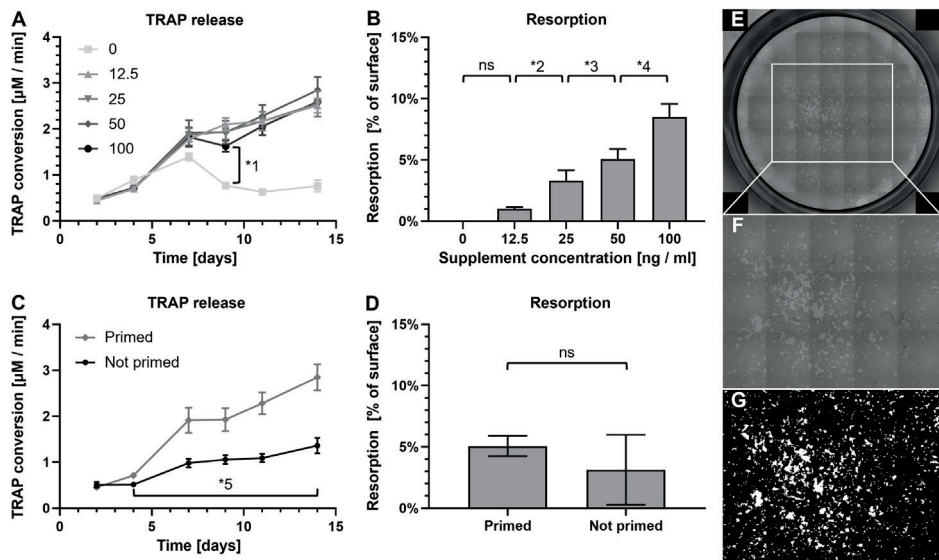 A
TRAP release
TRAP conversion [µM / min]
4
3
2
1
0
0
12.5
25
50
100
*1
0
5
10
15
Time [days]
B
Resorption
Resorption [% of surface]
15%
10%
5%
0%
ns
*2
*3
*4
0
12.5
25
50
100
Supplement concentration [ng / ml]
C
TRAP release
TRAP conversion [µM / min]
4
3
2
1
0
Primed
Not primed
*5
0
5
10
15
Time [days]
D
Resorption
Resorption [% of surface]
15%
10%
5%
0%
ns
Primed
Not primed
E
F
G